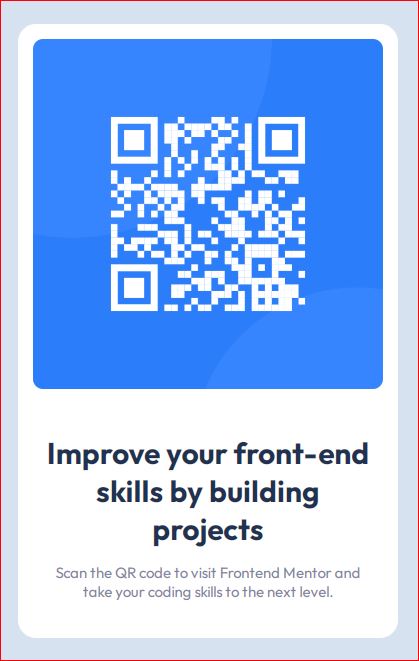 Improve your front-end
skills by building
projects
Scan the QR code to visit Frontend Mentor and
take your coding skills to the next level.